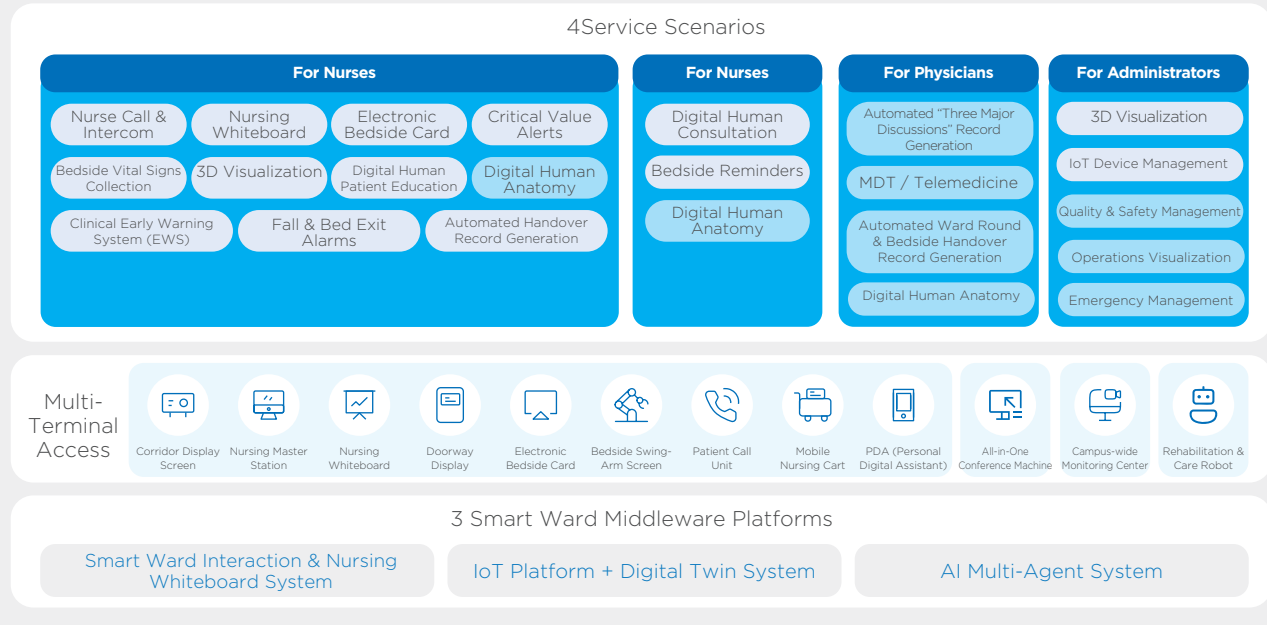 4Service Scenarios
For Nurses
Nurse Call &
Intercom
Nursing
Whiteboard
Electronic
Bedside Card
Critical Value
Alerts
Bedside Vital Signs
Collection
3D Visualization
Digital Human
Patient Education
Digital Human
Anatomy
Clinical Early Warning
System (EWS)
Fall & Bed Exit
Alarms
Automated Handover
Record Generation
For Nurses
Digital Human
Consultation
Bedside Reminders
Digital Human
Anatomy
For Physicians
Automated “Three Major
Discussions” Record
Generation
MDT / Telemedicine
Automated Ward Round
& Bedside Handover
Record Generation
Digital Human Anatomy
For Administrators
3D Visualization
IoT Device Management
Quality & Safety Management
Operations Visualization
Emergency Management
Multi-
Terminal
Access
Corridor Display
Screen
Nursing Master
Station
Nursing
Whiteboard
Doorway
Display
Electronic
Bedside Card
Bedside Swing-
Arm Screen
Patient Call
Unit
Mobile
Nursing Cart
PDA (Personal
Digital Assistant)
All-in-One
Conference Machine
Campus-wide
Monitoring Center
Rehabilitation &
Care Robot
3 Smart Ward Middleware Platforms
Smart Ward Interaction & Nursing
Whiteboard System
IoT Platform + Digital Twin System
AI Multi-Agent System